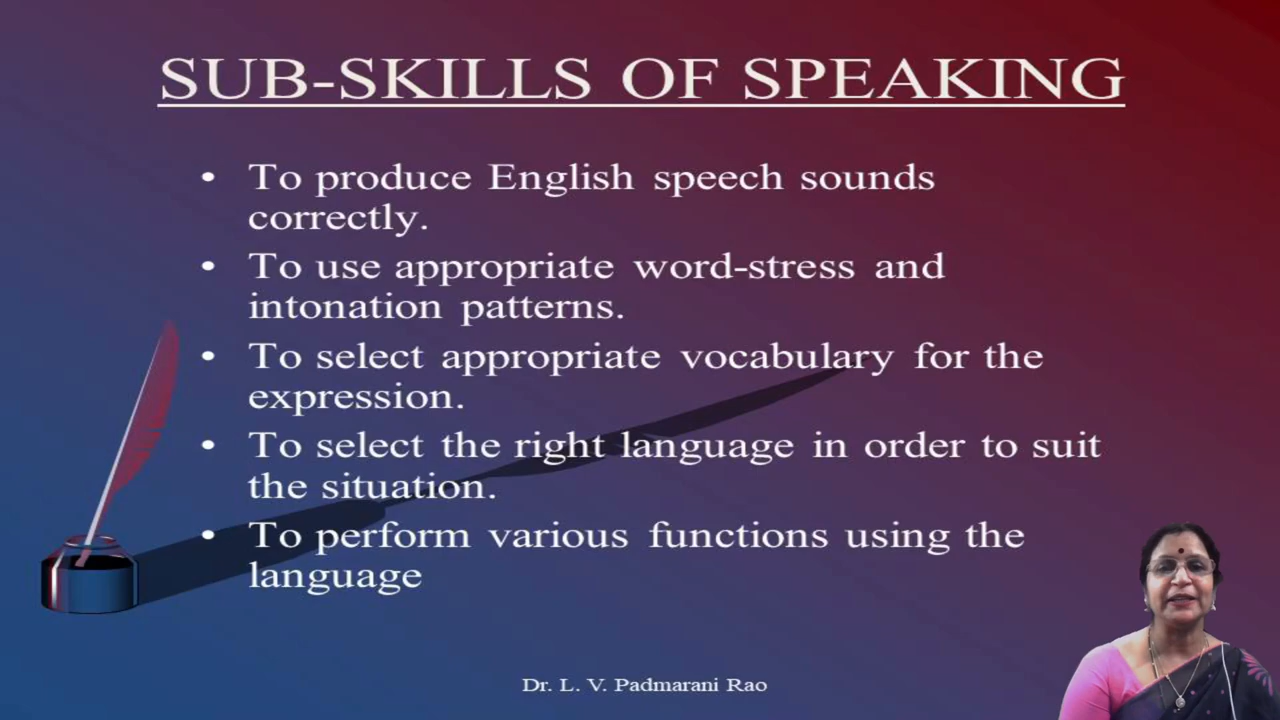 SUB-SKILLS OF SPEAKING
• To produce English speech sounds
correctly.
• To use appropriate word-stress and
intonation patterns.
• To select appropriate vocabulary for the
expression.
• To select the right language in order to suit
the situation.
• To perform various functions using the
language
Dr. L. V. Padmarani Rao